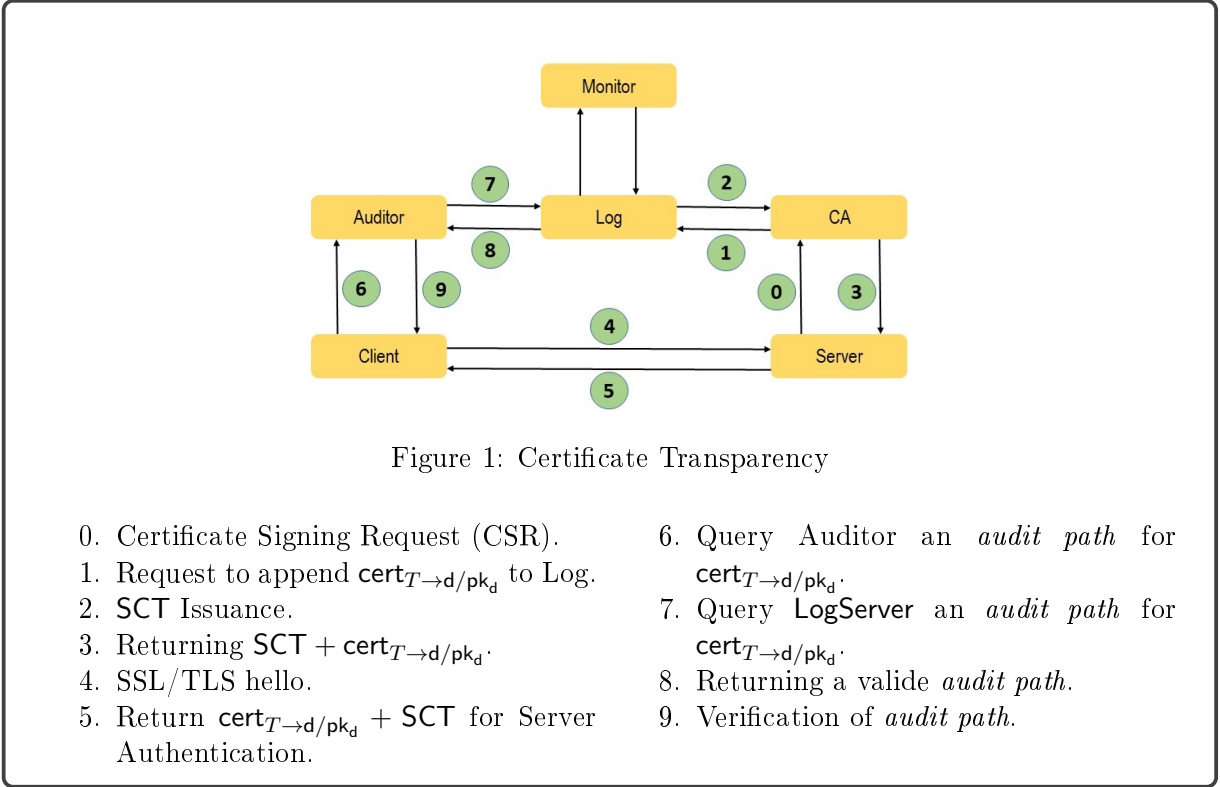 Monitor
7
2
Auditor
Log
CA
8
1
6
9
0
3
4
Client
Server
5
Figure 1: Certificate Transparency
0. Certificate Signing Request (CSR).
1. Request to append cert_{T→d/pk_d} to Log.
2. SCT Issuance.
3. Returning SCT + cert_{T→d/pk_d}.
4. SSL/TLS hello.
5. Return cert_{T→d/pk_d} + SCT for Server
Authentication.
6. Query Auditor an audit path for
cert_{T→d/pk_d}.
7. Query LogServer an audit path for
cert_{T→d/pk_d}.
8. Returning a valide audit path.
9. Verification of audit path.